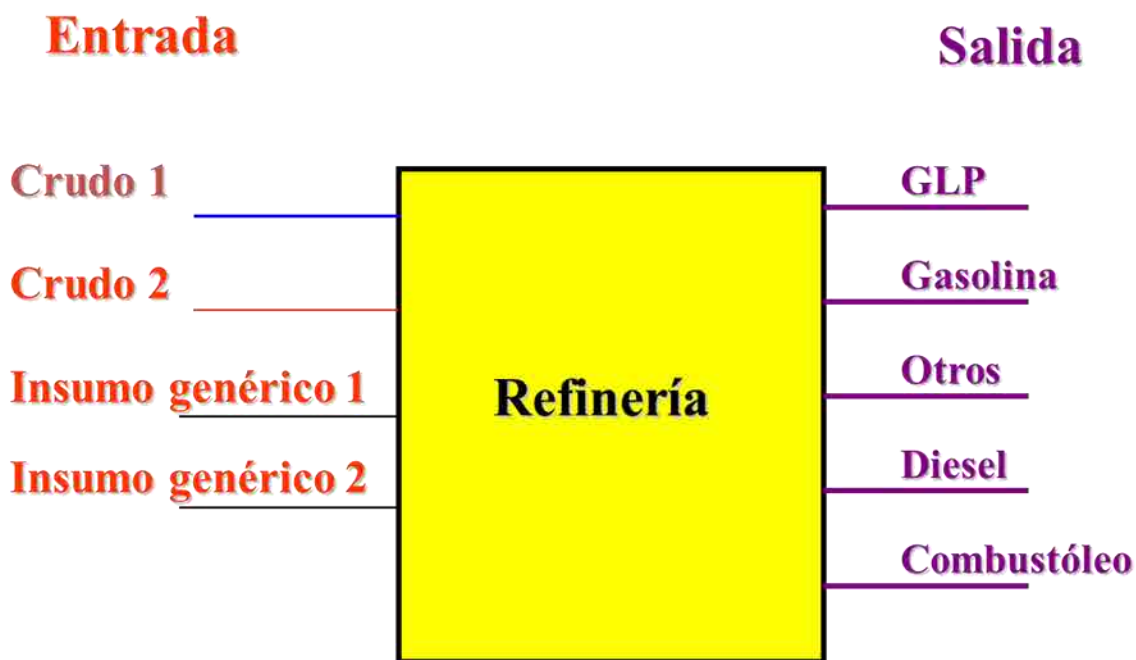 Entrada
Salida
Crudo 1
GLP
Crudo 2
Gasolina
Insumo genérico 1
Otros
Refinería
Insumo genérico 2
Diesel
Combustóleo